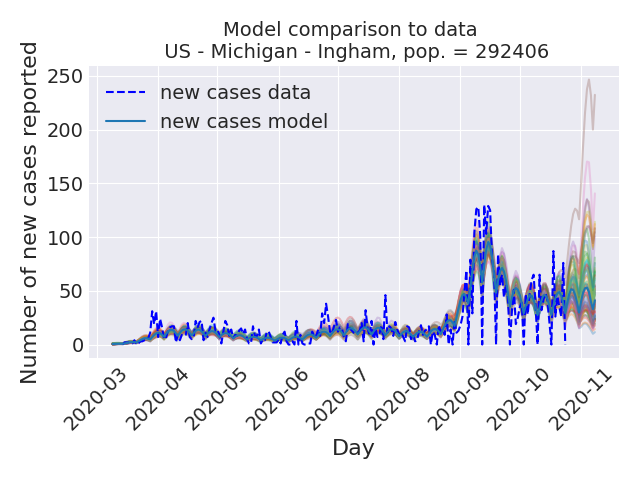 Model comparison to data
US - Michigan - Ingham, pop. = 292406
Number of new cases reported
250
200
150
100
50
0
new cases data
new cases model
2020-03
2020-04
2020-05
2020-06
2020-07
2020-08
2020-09
2020-10
2020-11
Day